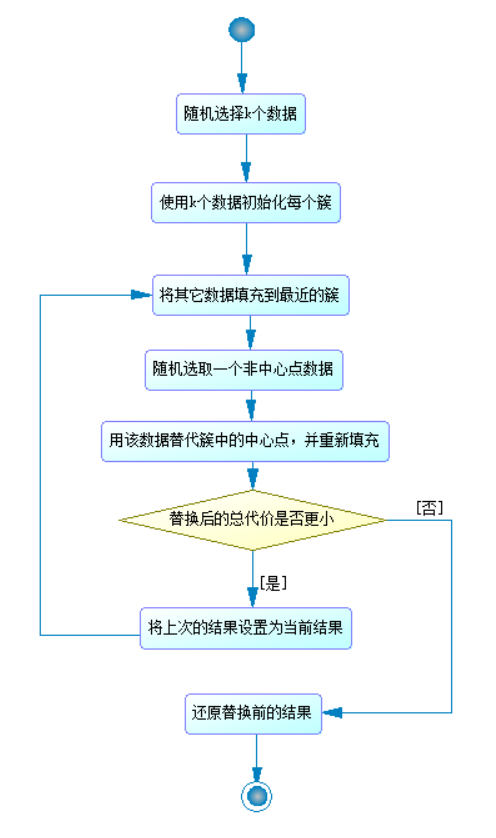 随机选择k个数据
使用k个数据初始化每个簇
将其它数据填充到最近的簇
随机选取一个非中心点数据
用该数据替代簇中的中心点，并重新填充
替换后的总代价是否更小
[否]
[是]
将上次的结果设置为当前结果
还原替换前的结果